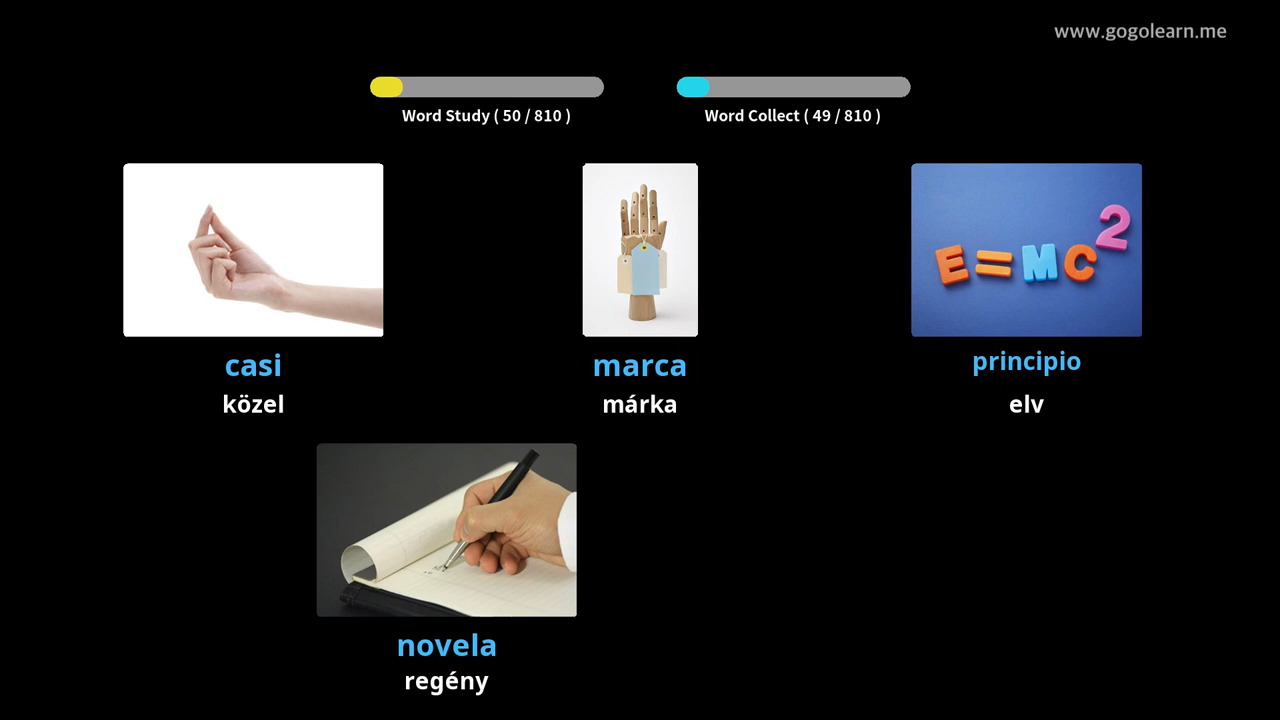 www.gogolearn.me
Word Study ( 50 / 810 )
Word Collect ( 49 / 810 )
E=MC2
casi
közel
marca
márka
principio
elv
novela
regény